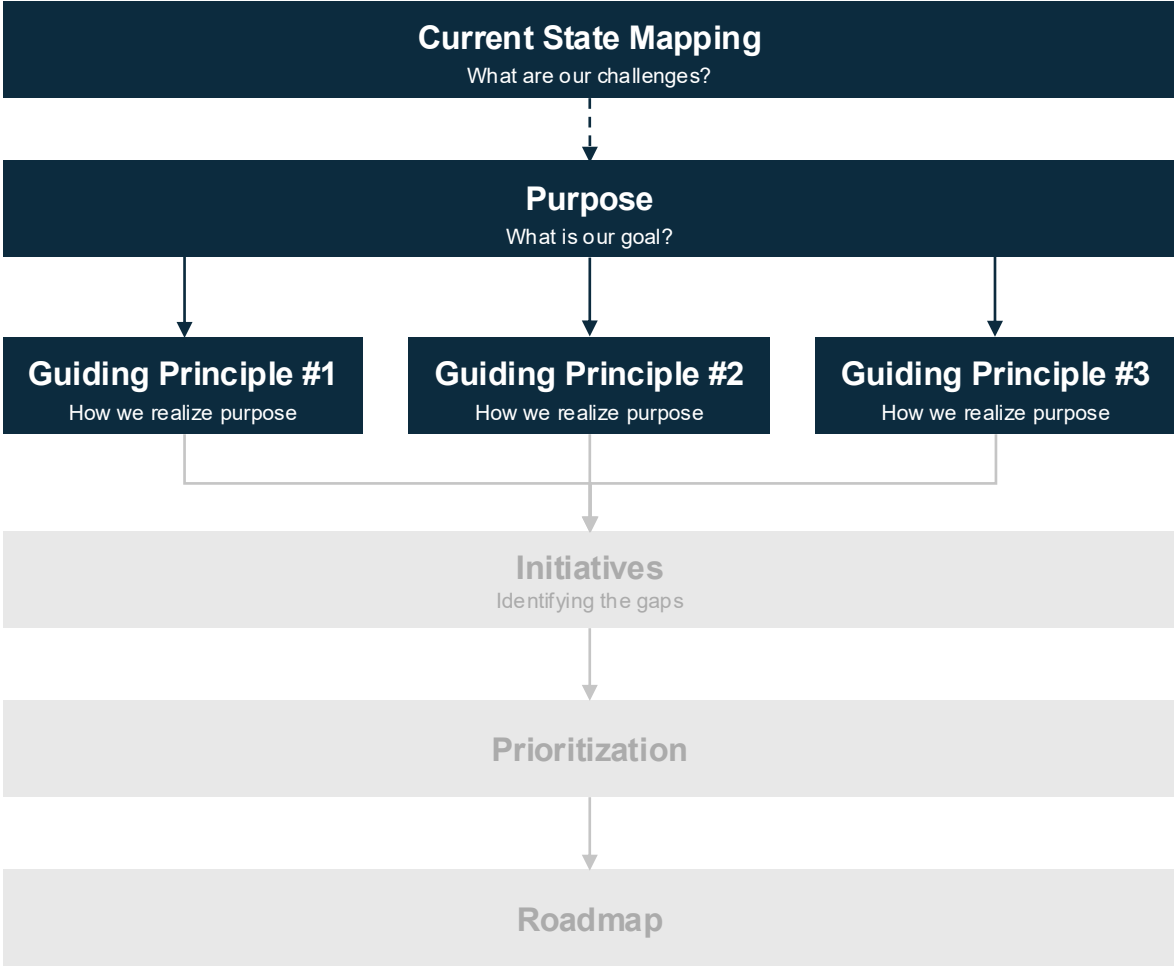 Current State Mapping
What are our challenges?
Purpose
What is our goal?
Guiding Principle #1
How we realize purpose
Guiding Principle #2
How we realize purpose
Guiding Principle #3
How we realize purpose
Initiatives
Identifying the gaps
Prioritization
Roadmap